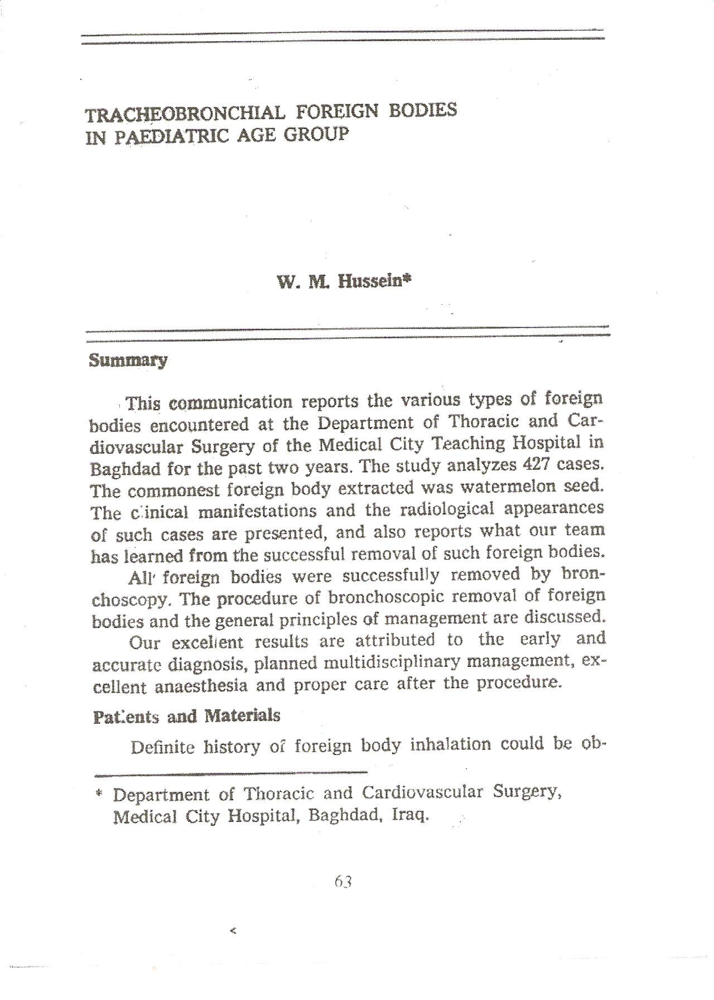 TRACHEOBRONCHIAL FOREIGN BODIES
IN PAEDIATRIC AGE GROUP
W. M. Hussein*
Summary
This communication reports the various types of foreign
bodies encountered at the Department of Thoracic and Car-
diovascular Surgery of the Medical City Teaching Hospital in
Baghdad for the past two years. The study analyzes 427 cases.
The commonest foreign body extracted was watermelon seed.
The clinical manifestations and the radiological appearances
of such cases are presented, and also reports what our team
has learned from the successful removal of such foreign bodies.
All foreign bodies were successfully removed by bron-
choscopy. The procedure of bronchoscopic removal of foreign
bodies and the general principles of management are discussed.
Our excellent results are attributed to the early and
accurate diagnosis, planned multidisciplinary management, ex-
cellent anaesthesia and proper care after the procedure.
Patients and Materials
Definite history of foreign body inhalation could be ob-
* Department of Thoracic and Cardiovascular Surgery,
Medical City Hospital, Baghdad, Iraq.
63